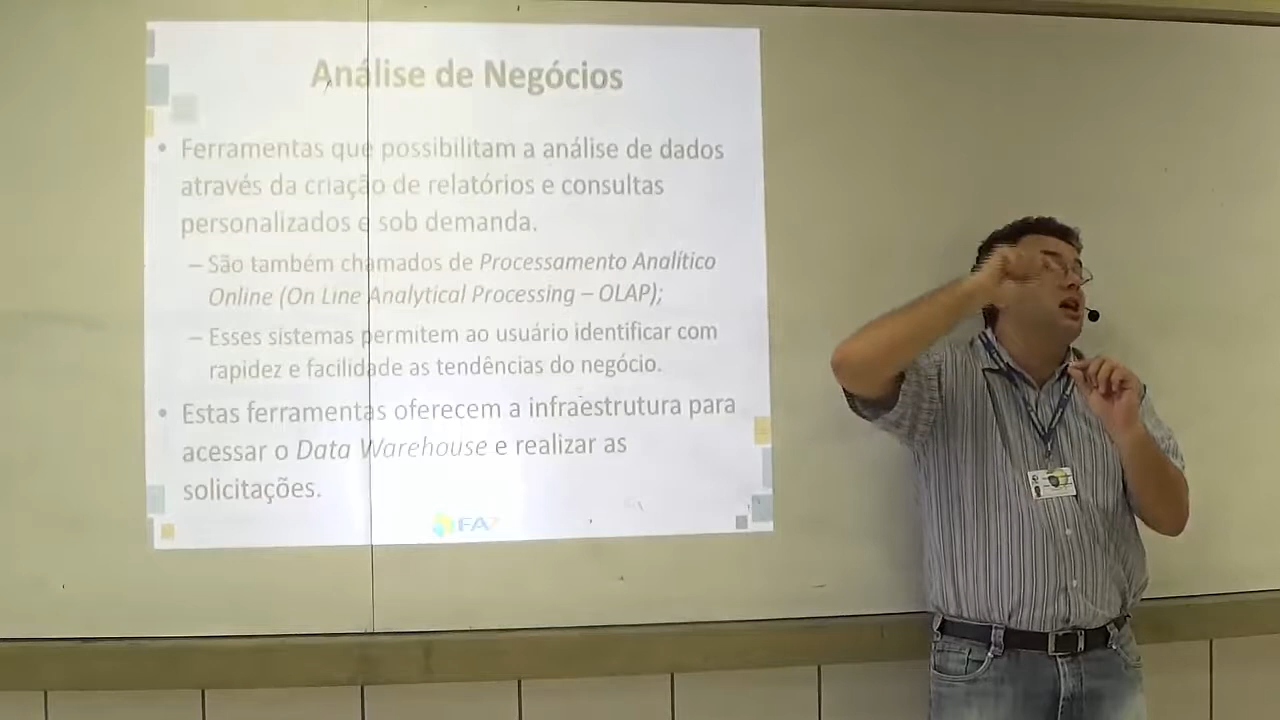 Análise de Negócios
• Ferramentas que possibilitam a análise de dados
através da criação de relatórios e consultas
personalizados e sob demanda.
– São também chamados de Processamento Analítico
Online (On Line Analytical Processing – OLAP);
– Esses sistemas permitem ao usuário identificar com
rapidez e facilidade as tendências do negócio.
• Estas ferramentas oferecem a infraestrutura para
acessar o Data Warehouse e realizar as
solicitações.
FA7